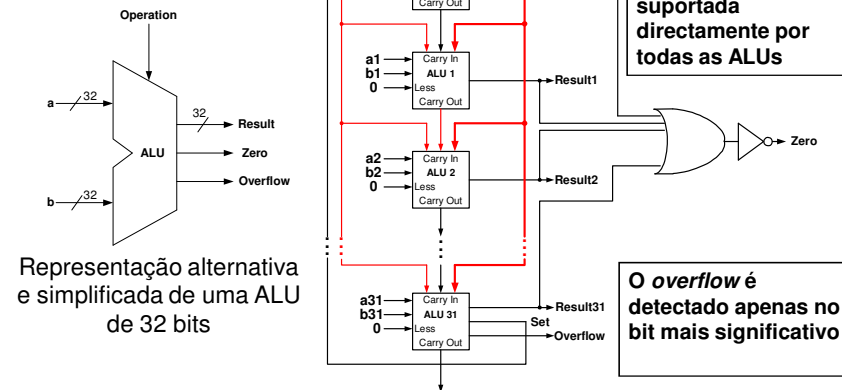 Operation
a
32
b
32
ALU
32
Result
Zero
Overflow
Representação alternativa
e simplificada de uma ALU
de 32 bits
Carry Out
a1
b1
0
Carry In
ALU 1
Less
Carry Out
Result1
a2
b2
0
Carry In
ALU 2
Less
Carry Out
Result2
a31
b31
0
Carry In
ALU 31
Less
Carry Out
Result31
Set
Overflow
Zero
suportada
directamente por
todas as ALUs
O overflow é
detectado apenas no
bit mais significativo